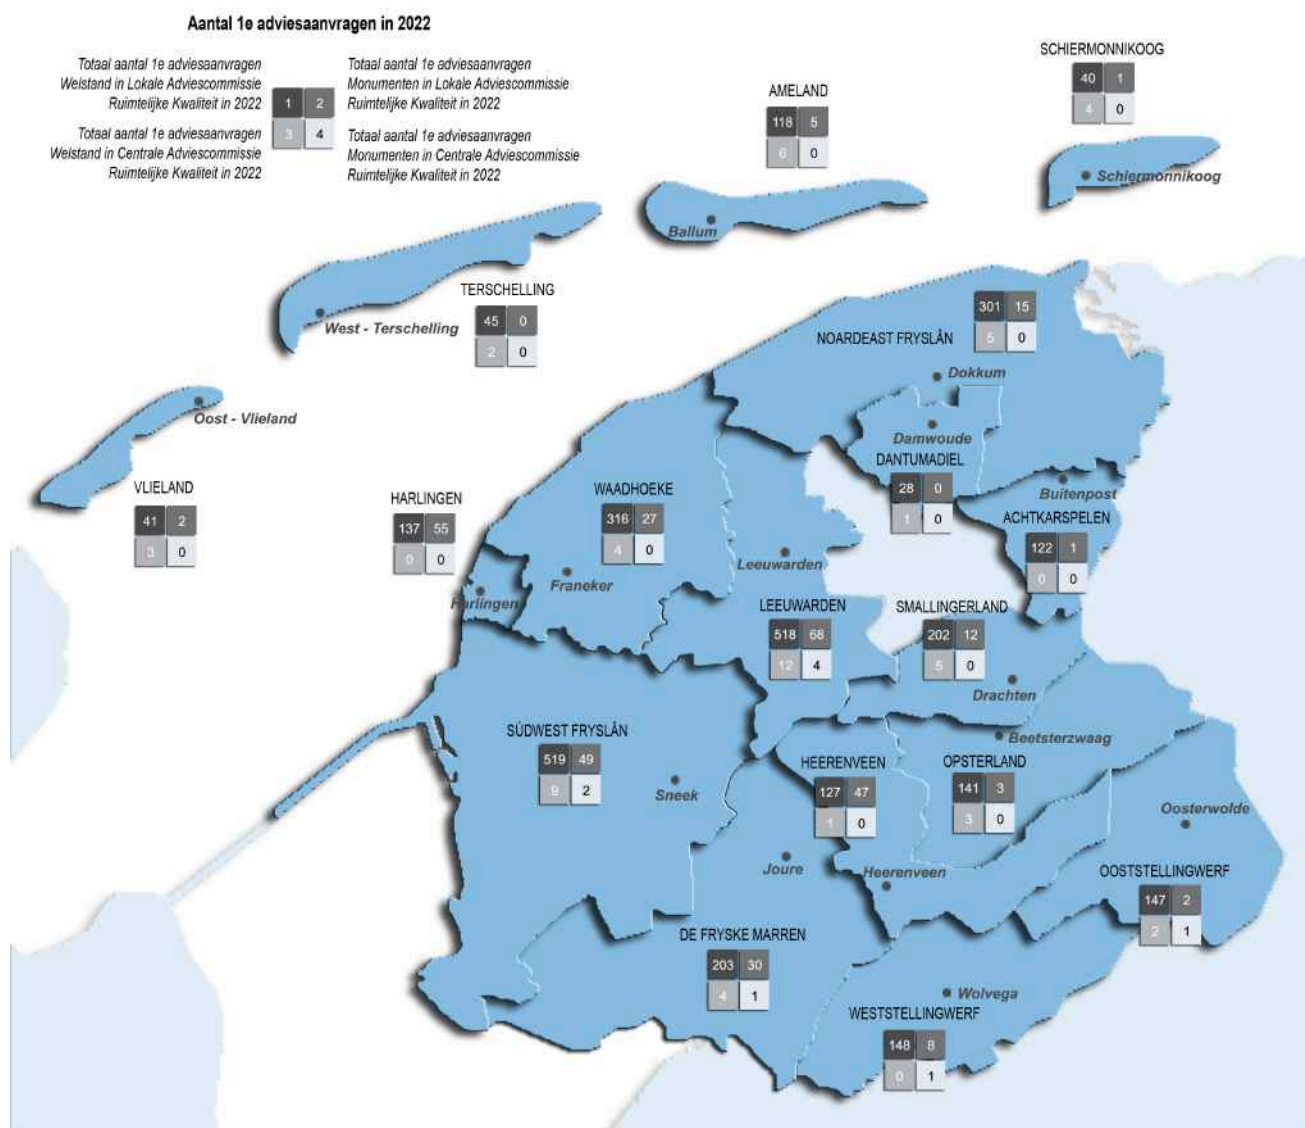 Aantal 1e adviesaanvragen in 2022
Totaal aantal 1e adviesaanvragen
Welstand in Lokale Adviescommissie
Ruimtelijke Kwaliteit in 2022
Totaal aantal 1e adviesaanvragen
Monumenten in Lokale Adviescommissie
Ruimtelijke Kwaliteit in 2022
1 2
3 4
Totaal aantal 1e adviesaanvragen
Welstand in Centrale Adviescommissie
Ruimtelijke Kwaliteit in 2022
Totaal aantal 1e adviesaanvragen
Monumenten in Centrale Adviescommissie
Ruimtelijke Kwaliteit in 2022
SCHIERMONNIKOOG
40 1
4 0
Schiermonnikoog
AMELAND
118 5
6 0
Ballum
TERSCHELLING
45 0
2 0
West - Terschelling
Oost - Vlieland
VLIELAND
41 2
3 0
NOARDEAST FRYSLÂN
301 15
5 0
Dokkum
Damwoude
DANTUMADIEL
28 0
1 0
Buitenpost
ACHTKARSPELEN
122 1
0 0
HARLINGEN
137 55
0 0
Harlingen
WAADHOEKE
316 27
4 0
Franeker
Leeuwarden
LEEUWARDEN
518 68
12 4
SMALLINGERLAND
202 12
5 0
Drachten
SÚDWEST FRYSLÂN
519 49
9 2
Sneek
HEERENVEEN
127 47
1 0
Heerenveen
Beetsterzwaag
OPSTERLAND
141 3
3 0
Oosterwolde
OOSTSTELLINGWERF
147 2
2 1
Joure
DE FRYSKE MARREN
203 30
4 1
Wolvega
WESTSTELLINGWERF
148 8
0 1